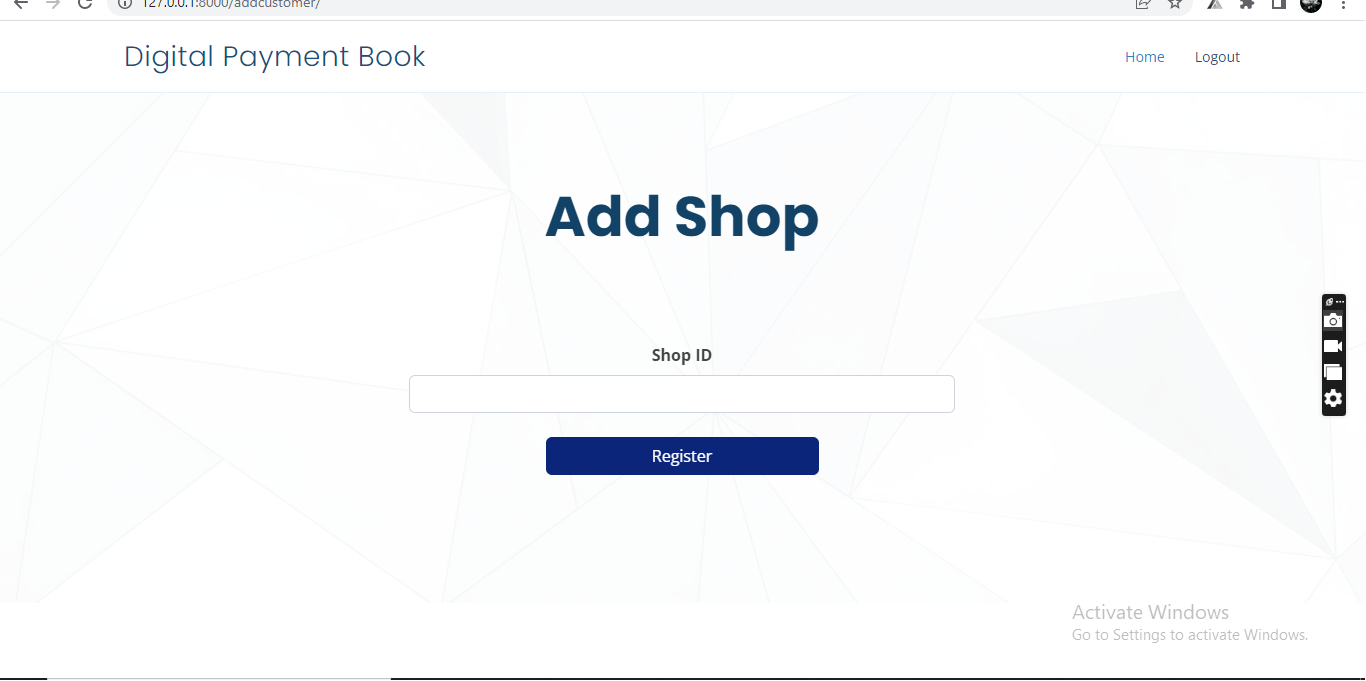 127.0.0.1:8000/addcustomer/
Digital Payment Book
Home
Logout
Add Shop
Shop ID
Register
Activate Windows
Go to Settings to activate Windows.